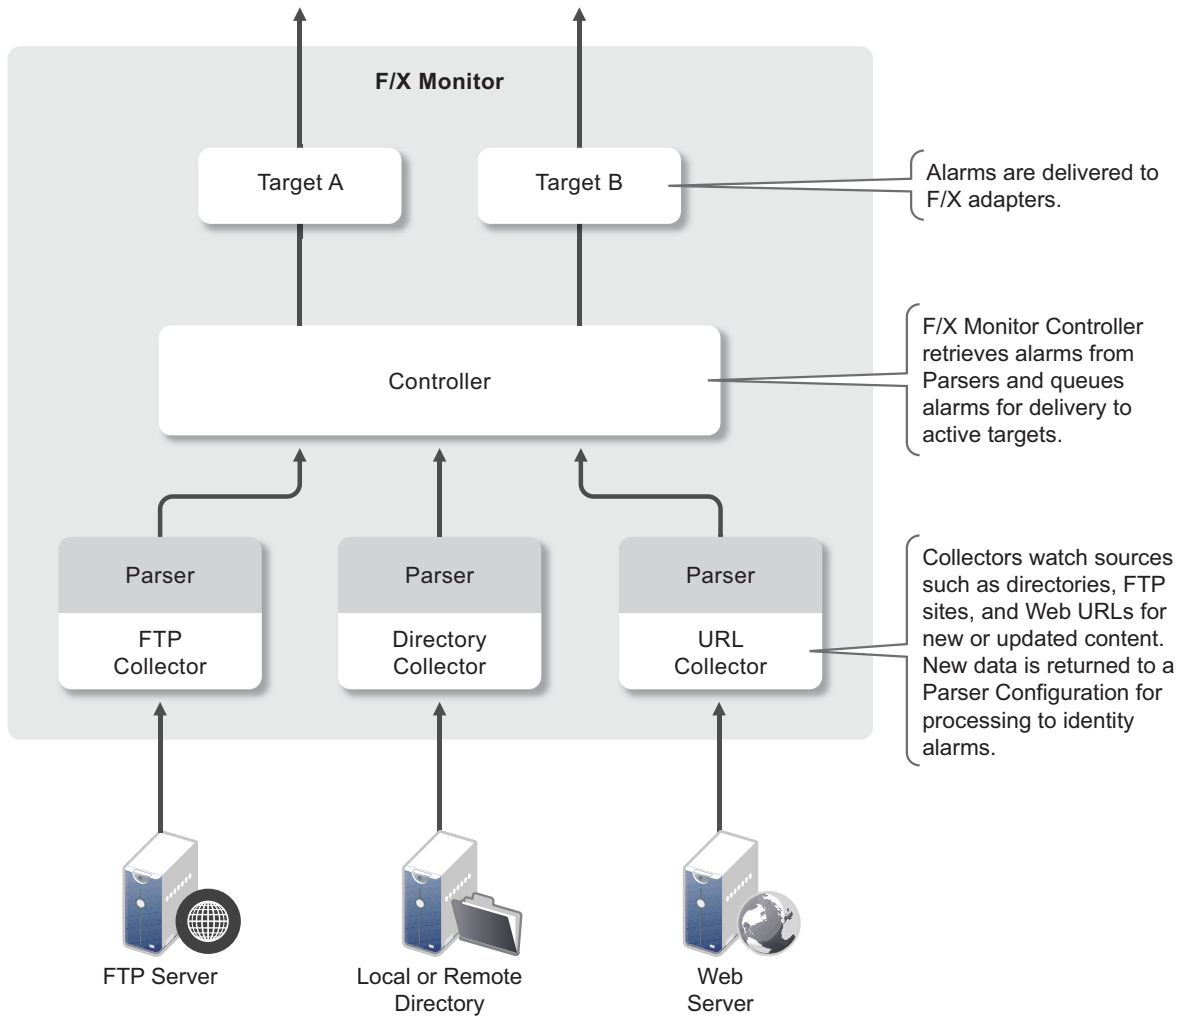 F/X Monitor
Target A
Target B
Alarms are delivered to
F/X adapters.
Controller
F/X Monitor Controller
retrieves alarms from
Parsers and queues
alarms for delivery to
active targets.
Parser
FTP
Collector
Parser
Directory
Collector
Parser
URL
Collector
Collectors watch sources
such as directories, FTP
sites, and Web URLs for
new or updated content.
New data is returned to a
Parser Configuration for
processing to identity
alarms.
FTP Server
Local or Remote
Directory
Web
Server